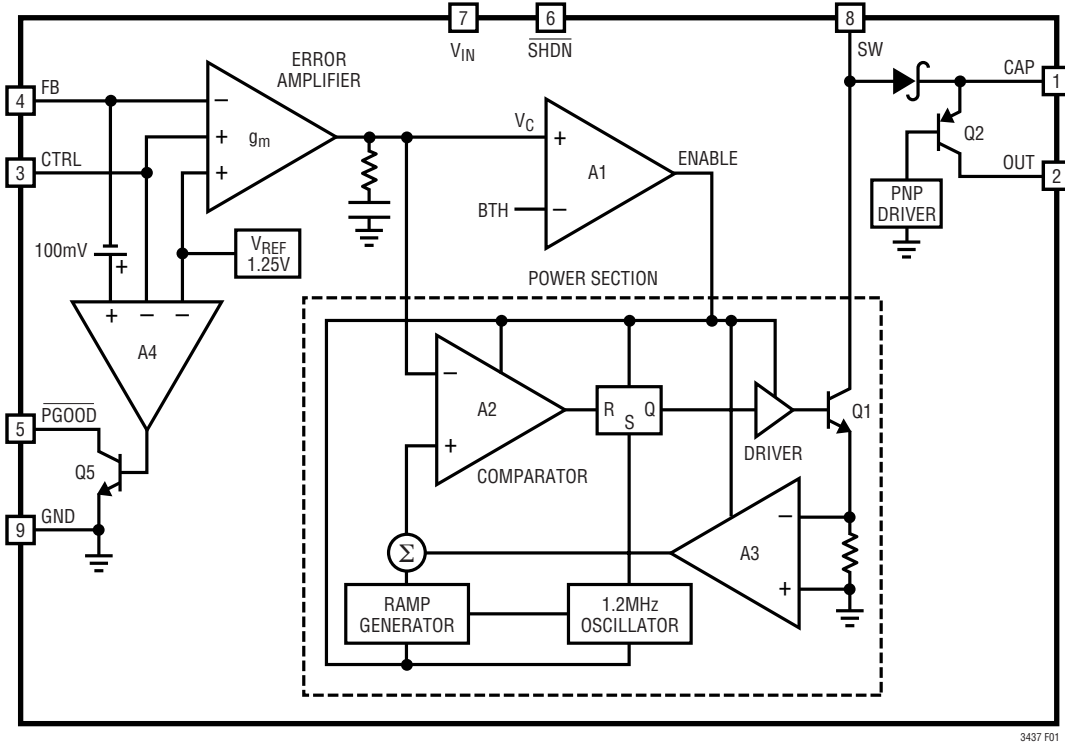 7
6
8
VIN
SHDN
SW
ERROR
AMPLIFIER
4
FB
CAP
1
−
+
gm
+
VC
+
A1
ENABLE
Q2
3
CTRL
OUT
2
BTH
−
PNP
DRIVER
100mV
+
VREF
1.25V
POWER SECTION
+
−
−
A4
−
A2
+
R
S
Q
Q1
COMPARATOR
DRIVER
5
PGOOD
Q5
9
GND
−
A3
+
Σ
RAMP
GENERATOR
1.2MHz
OSCILLATOR
3437 F01